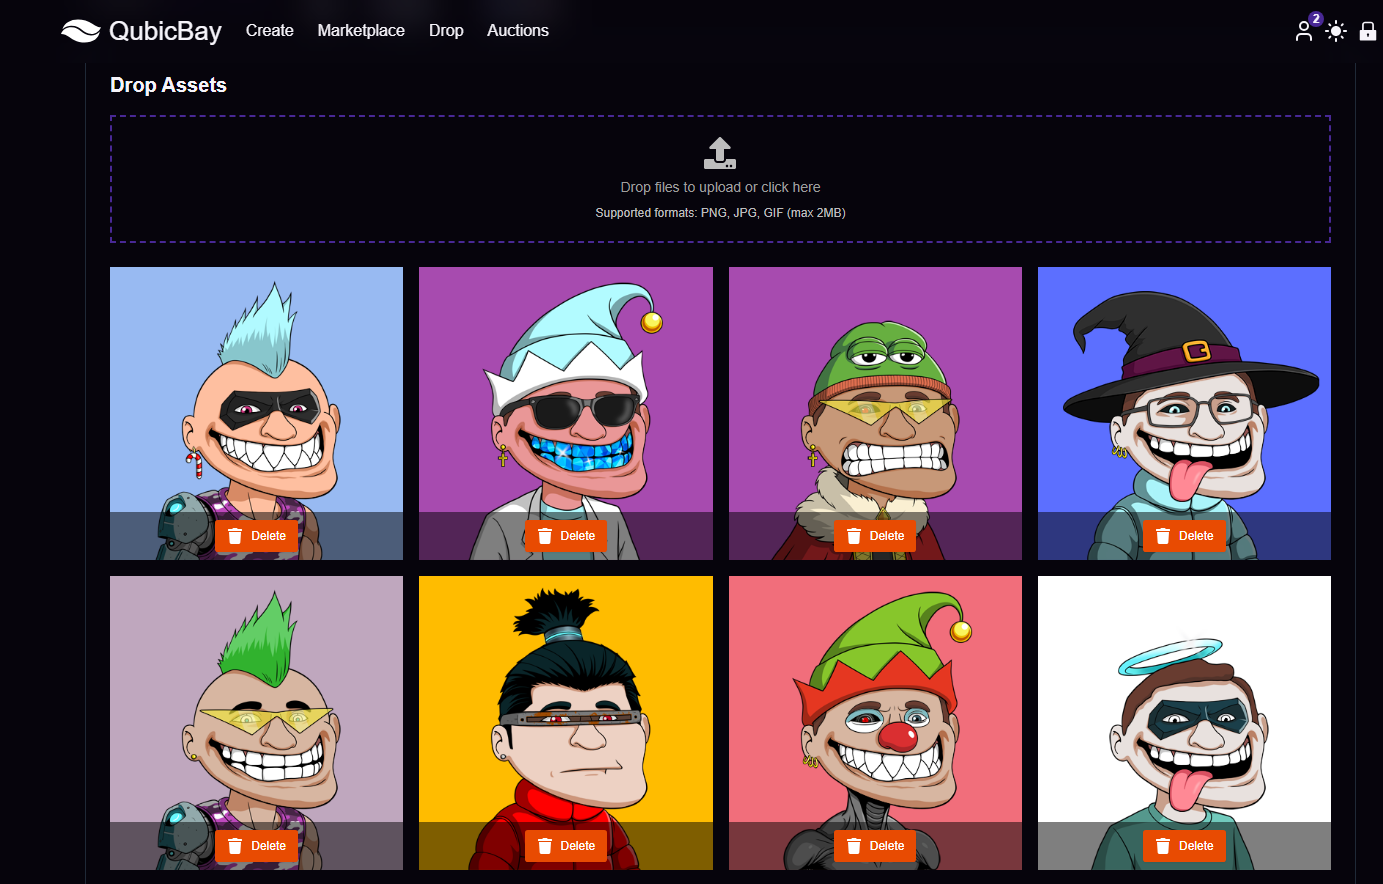 QubicBay Create Marketplace Drop Auctions 2
Drop Assets
Drop files to upload or click here
Supported formats: PNG, JPG, GIF (max 2MB)
Delete Delete Delete Delete
Delete Delete Delete Delete